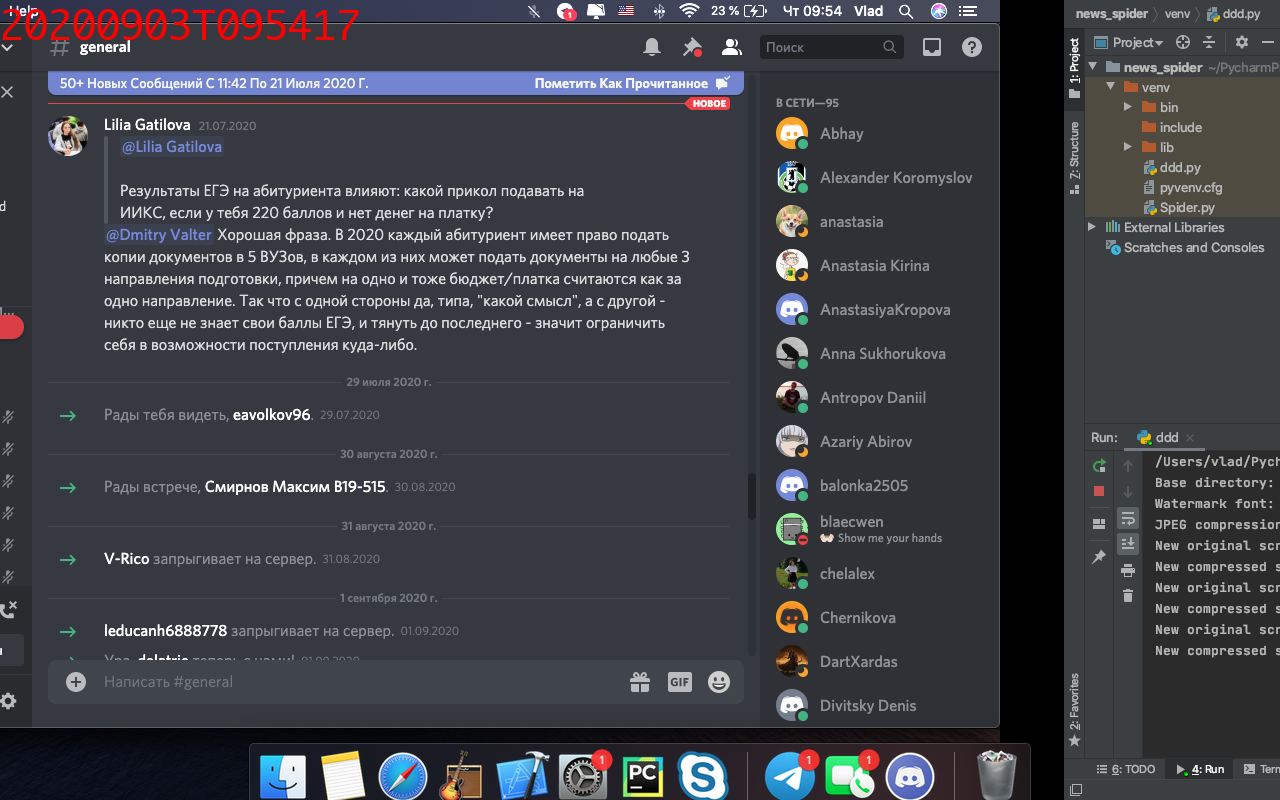 Help
20200903T095417
23 %
Чт 09:54
Vlad
# general
Поиск
50+ Новых Сообщений С 11:42 По 21 Июля 2020 Г.
Пометить Как Прочитанное
НОВОЕ
Lilia Gatilova 21.07.2020
@Lilia Gatilova
Результаты ЕГЭ на абитуриента влияют: какой прикол подавать на
ИИКС, если у тебя 220 баллов и нет денег на платку?
@Dmitry Valter Хорошая фраза. В 2020 каждый абитуриент имеет право подать
копии документов в 5 ВУЗов, в каждом из них может подать документы на любые 3
направления подготовки, причем на одно и тоже бюджет/платка считаются как за
одно направление. Так что с одной стороны да, типа, "какой смысл", а с другой -
никто еще не знает свои баллы ЕГЭ, и тянуть до последнего - значит ограничить
себя в возможности поступления куда-либо.
29 июля 2020 г.
Рады тебя видеть, eavolkov96. 29.07.2020
30 августа 2020 г.
Рады встрече, Смирнов Максим B19-515. 30.08.2020
31 августа 2020 г.
V-Rico запрыгивает на сервер. 31.08.2020
1 сентября 2020 г.
leducanh6888778 запрыгивает на сервер. 01.09.2020
Написать #general
GIF
В СЕТИ—95
Abhay
Alexander Koromyslov
anastasia
Anastasia Kirina
AnastasiyaKropova
Anna Sukhorukova
Antropov Daniil
Azariy Abirov
balonka2505
blaecwen
Show me your hands
chelalex
Chernikova
DartXardas
Divitsky Denis
news_spider
venv
ddd.py
1: Project
Project
news_spider ~/PycharmP
venv
bin
include
lib
ddd.py
pyvenv.cfg
Spider.py
External Libraries
Scratches and Consoles
Z: Structure
Run:
ddd
/Users/vlad/Pych
Base directory:
Watermark font:
JPEG compression
New original scr
New compressed s
New original scr
New compressed s
New original scr
New compressed s
2: Favorites
6: TODO
4: Run
Term
PC
1
1
1
1